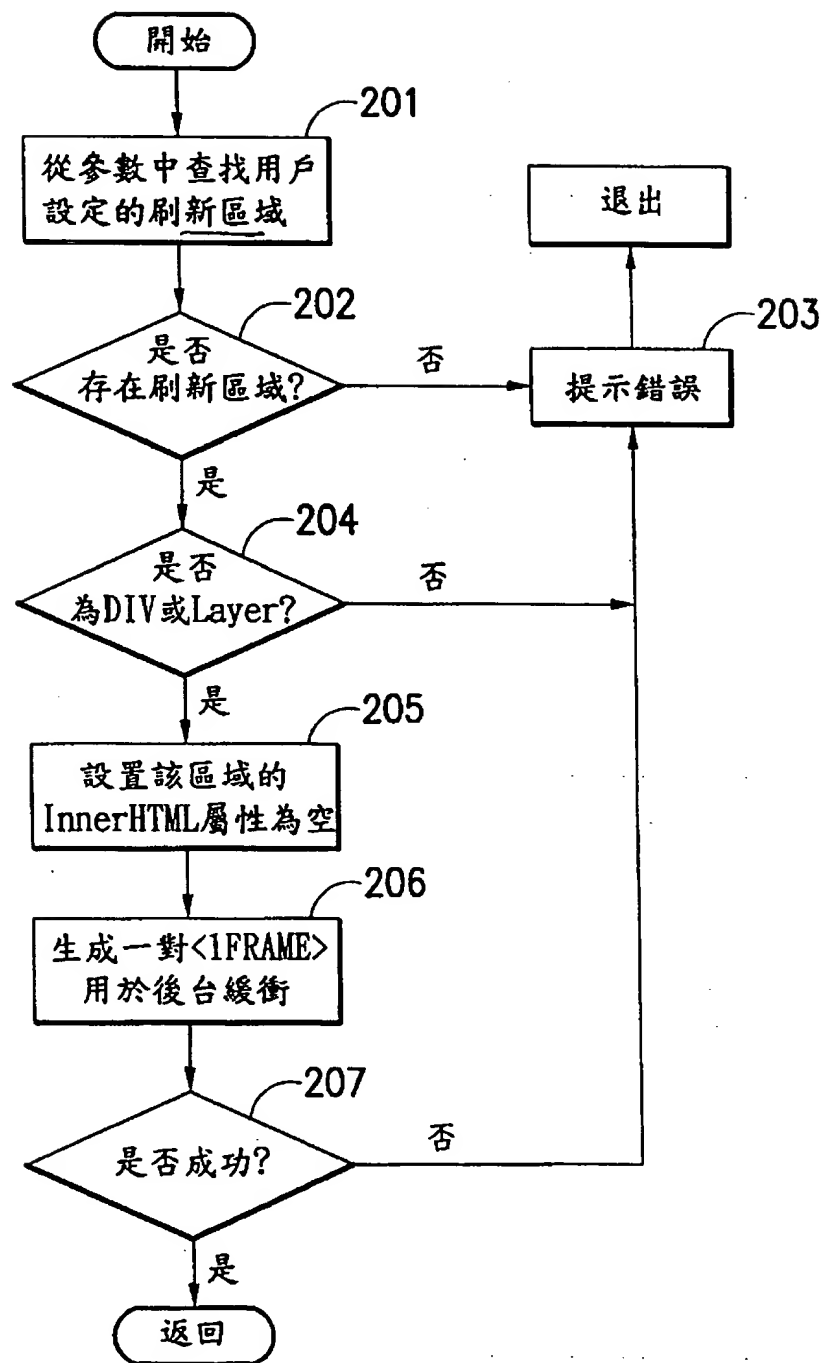 開始
201
從參數中查找用戶
設定的刷新區域
退出
202
是否
存在刷新區域?
否
203
提示錯誤
是
204
是否
為DIV或Layer?
否
是
205
設置該區域的
InnerHTML屬性為空
206
生成一對<1FRAME>
用於後台緩衝
207
是否成功?
否
是
返回